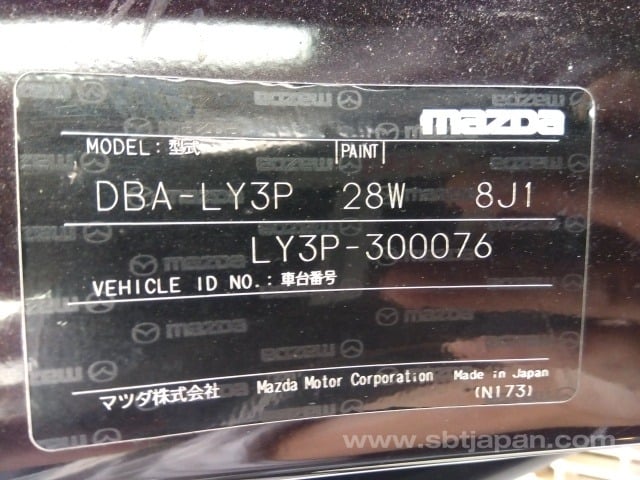 mazda
MODEL:型式 PAINT
DBA-LY3P 28W 8J1
LY3P-300076
VEHICLE ID NO.:車台番号
マツダ株式会社 Mazda Motor Corporation Made in Japan
(N173)
www.sbtjapan.com